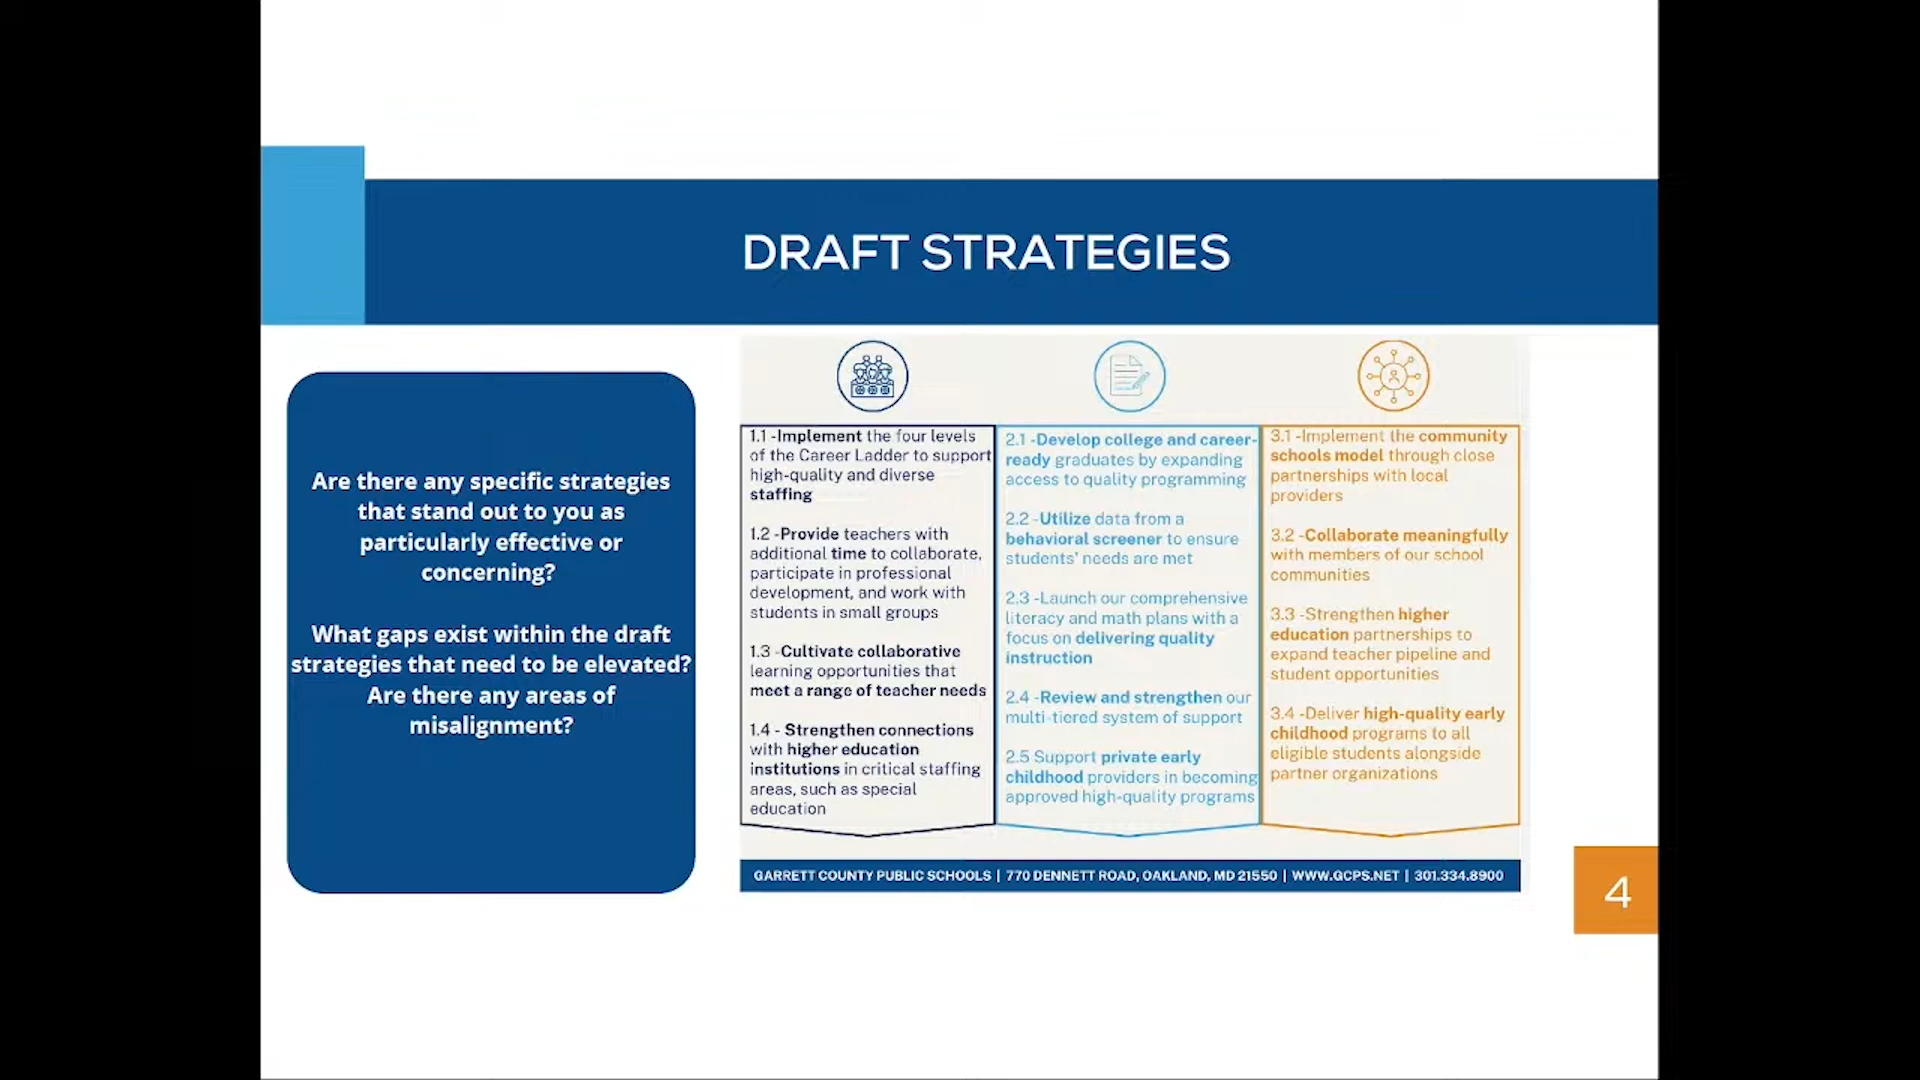 DRAFT STRATEGIES
Are there any specific strategies
that stand out to you as
particularly effective or
concerning?
What gaps exist within the draft
strategies that need to be elevated?
Are there any areas of
misalignment?
1.1 -Implement the four levels
of the Career Ladder to support
high-quality and diverse
staffing
1.2 -Provide teachers with
additional time to collaborate,
participate in professional
development, and work with
students in small groups
1.3 -Cultivate collaborative
learning opportunities that
meet a range of teacher needs
1.4 - Strengthen connections
with higher education
institutions in critical staffing
areas, such as special
education
2.1 -Develop college and career-
ready graduates by expanding
access to quality programming
2.2 -Utilize data from a
behavioral screener to ensure
students' needs are met
2.3 -Launch our comprehensive
literacy and math plans with a
focus on delivering quality
instruction
2.4 -Review and strengthen our
multi-tiered system of support
2.5 Support private early
childhood providers in becoming
approved high-quality programs
3.1 -Implement the community
schools model through close
partnerships with local
providers
3.2 -Collaborate meaningfully
with members of our school
communities
3.3 -Strengthen higher
education partnerships to
expand teacher pipeline and
student opportunities
3.4 -Deliver high-quality early
childhood programs to all
eligible students alongside
partner organizations
GARRETT COUNTY PUBLIC SCHOOLS | 770 DENNETT ROAD, OAKLAND, MD 21550 | WWW.GCPS.NET | 301.334.8900
4